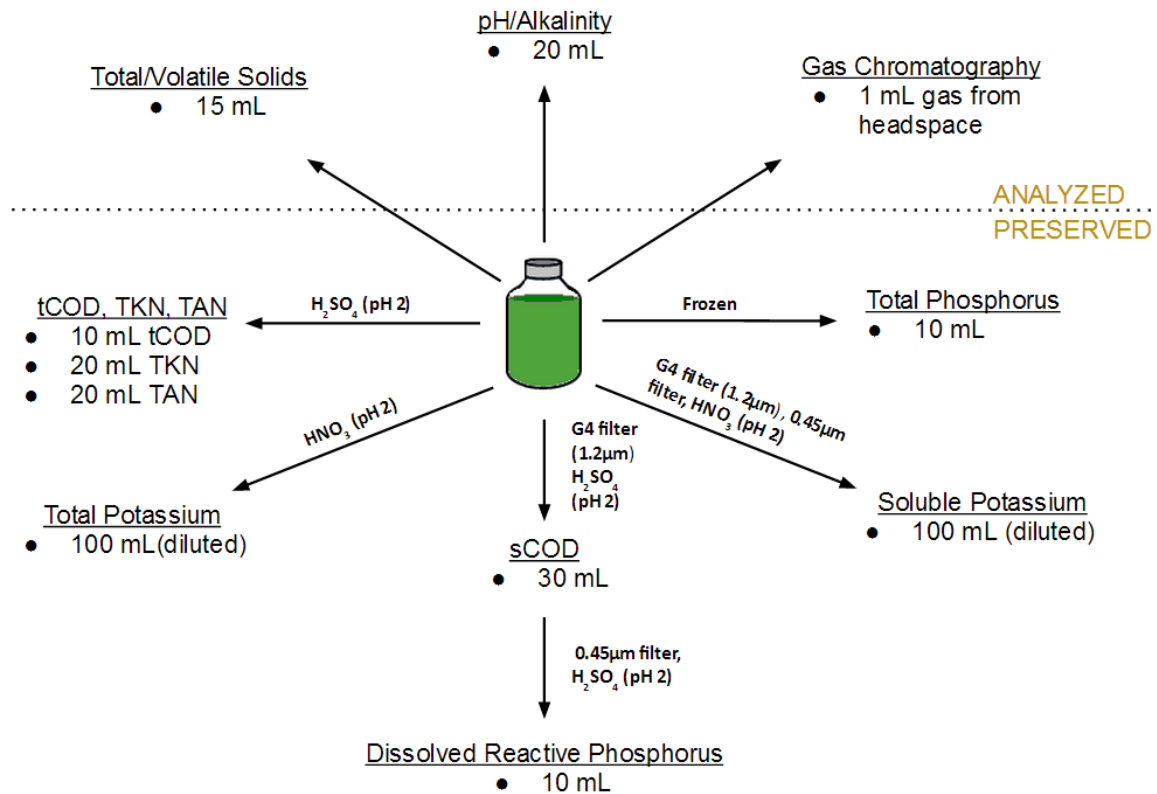 pH/Alkalinity
● 20 mL
Total/Volatile Solids
● 15 mL
Gas Chromatography
● 1 mL gas from
headspace
ANALYZED
PRESERVED
tCOD, TKN, TAN
● 10 mL tCOD
● 20 mL TKN
● 20 mL TAN
H₂SO₄ (pH 2)
Frozen
Total Phosphorus
● 10 mL
HNO₃ (pH 2)
G4 filter
(1.2µm)
H₂SO₄
(pH 2)
G4 filter (1.2µm), 0.45µm
filter, HNO₃ (pH 2)
Total Potassium
● 100 mL(diluted)
sCOD
● 30 mL
Soluble Potassium
● 100 mL (diluted)
0.45µm filter,
H₂SO₄ (pH 2)
Dissolved Reactive Phosphorus
● 10 mL